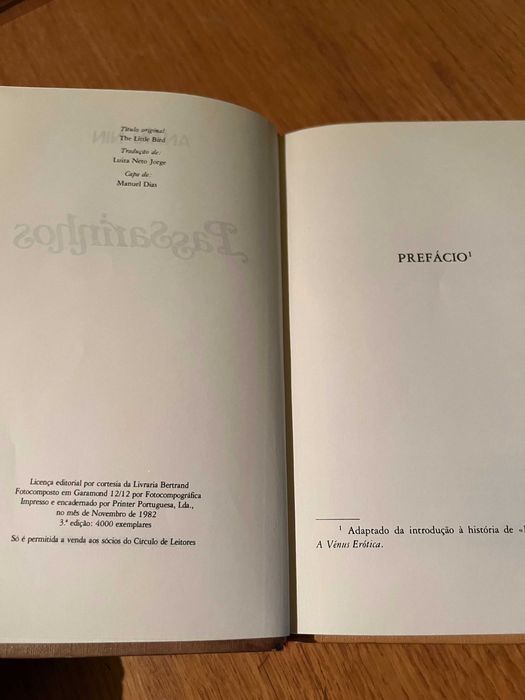 Título original:
The Little Bird
Tradução de:
Luiza Neto Jorge
Capa de:
Manuel Dias
Passarinhos
Licença editorial por cortesia da Livraria Bertrand
Fotocomposto em Garamond 12/12 por Fotocompográfica
Impresso e encadernado por Printer Portuguesa, Lda.,
no mês de Novembro de 1982
3.ª edição: 4000 exemplares
Só é permitida a venda aos sócios do Círculo de Leitores
PREFÁCIO¹
¹ Adaptado da introdução à história de
A Vénus Erótica.